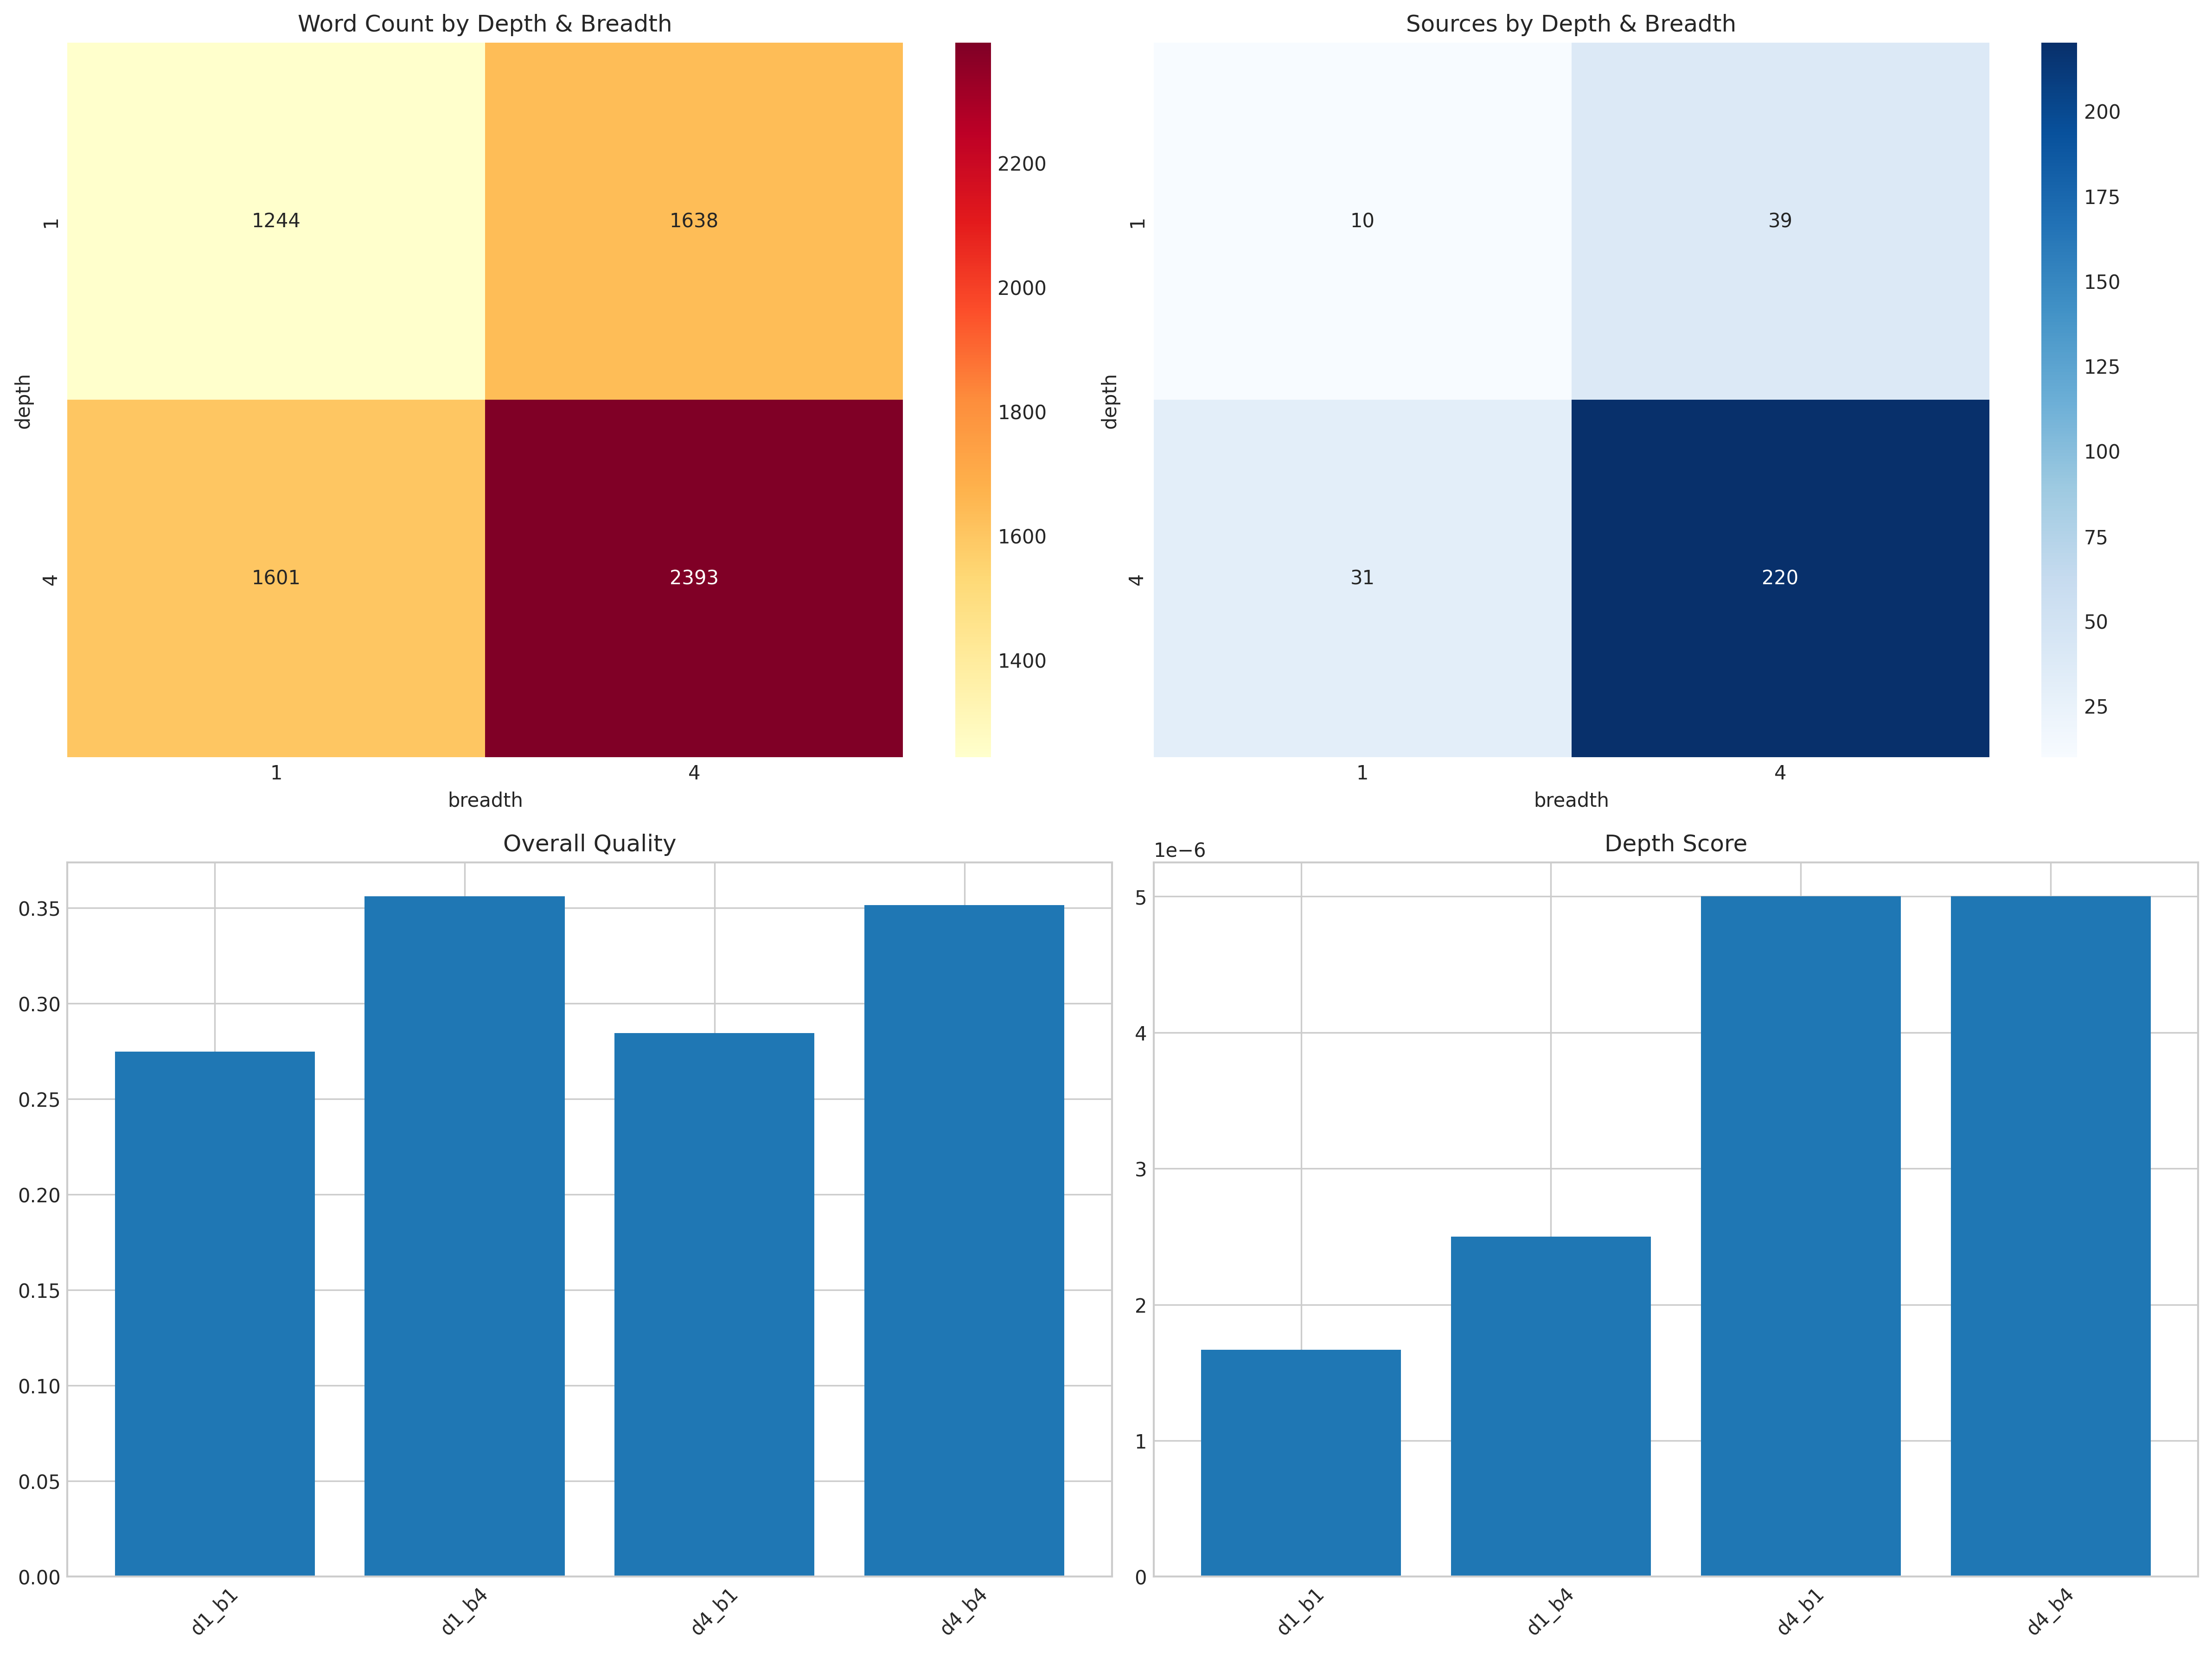 Word Count by Depth & Breadth
1244
1638
1601
2393
1
4
depth
1
4
breadth
2200
2000
1800
1600
1400
Sources by Depth & Breadth
10
39
31
220
1
4
depth
1
4
breadth
200
175
150
125
100
75
50
25
Overall Quality
0.35
0.30
0.25
0.20
0.15
0.10
0.05
0.00
d1_b1
d1_b4
d4_b1
d4_b4
Depth Score
1e−6
5
4
3
2
1
0
d1_b1
d1_b4
d4_b1
d4_b4